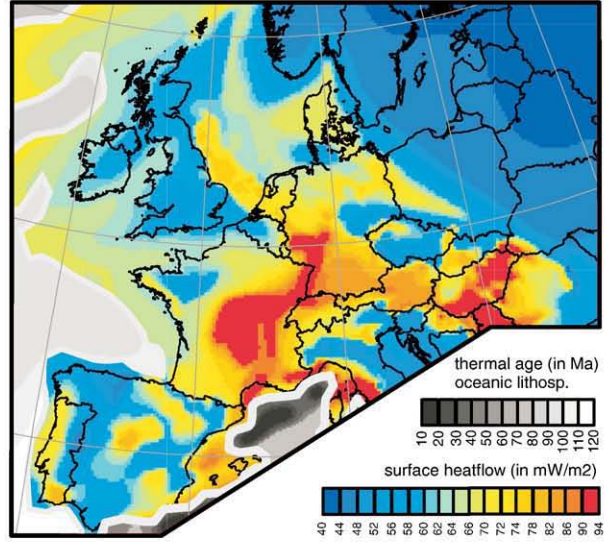 thermal age (in Ma)
oceanic lithosp.
10 20 30 40 50 60 70 80 90 100 120
surface heatflow (in mW/m2)
40 44 48 52 56 60 62 64 66 70 72 74 78 82 86 90 94